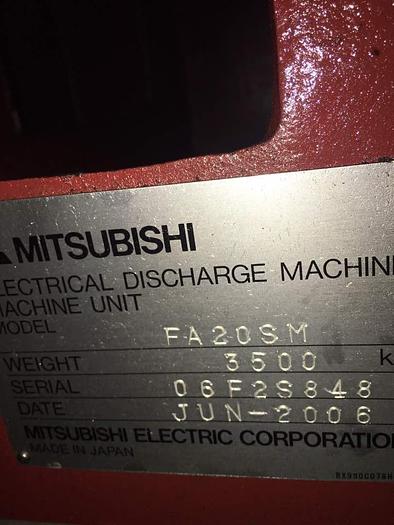 MITSUBISHI
ELECTRICAL DISCHARGE MACHINE
MACHINE UNIT
MODEL FA20SM
WEIGHT 3500 k
SERIAL 06F2S848
DATE JUN-2006
MITSUBISHI ELECTRIC CORPORATION
MADE IN JAPAN